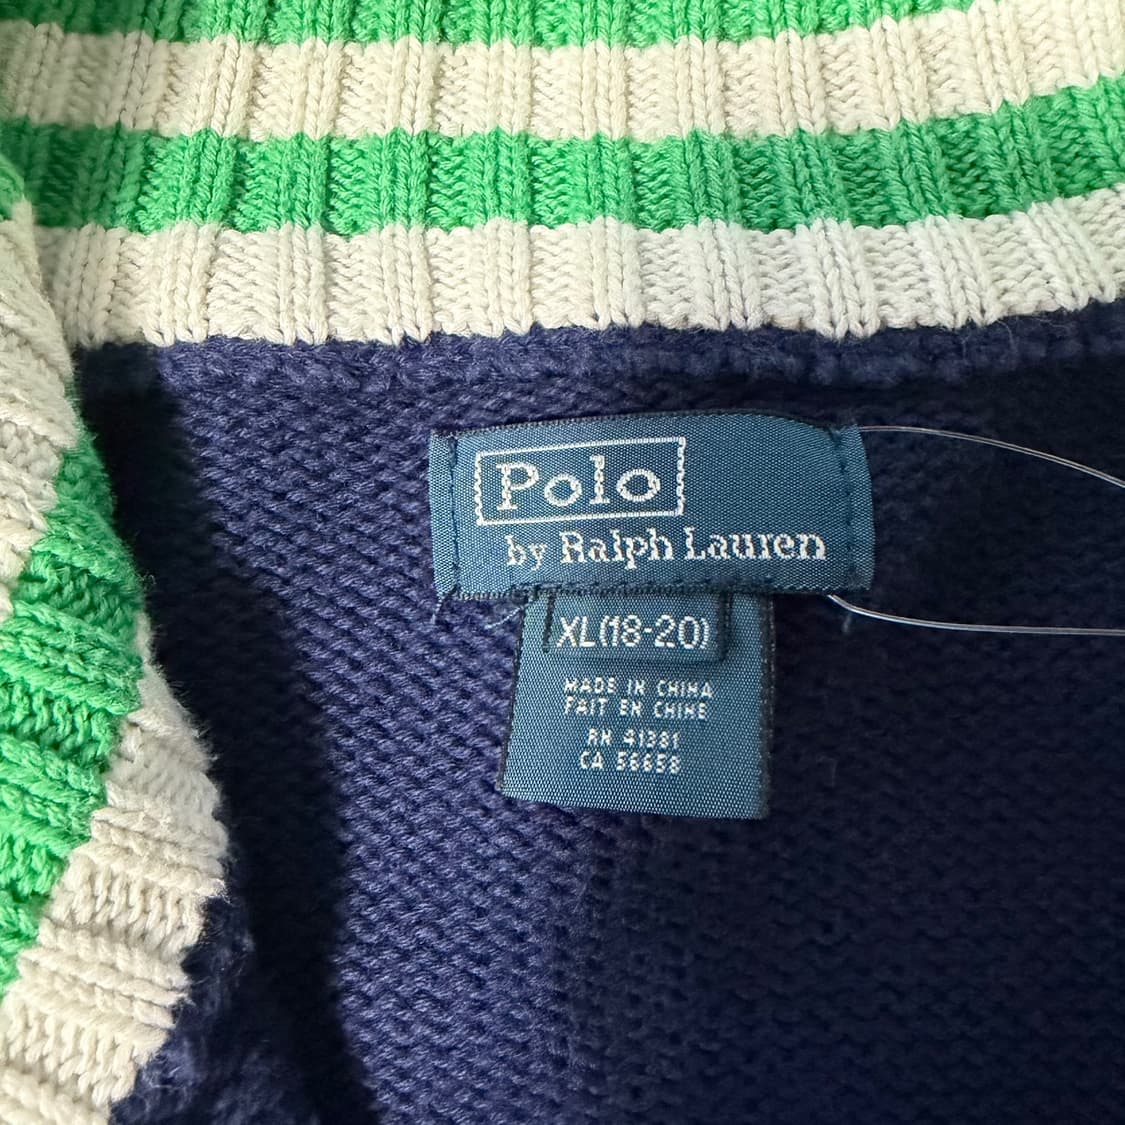 Polo
by Ralph Lauren
XL(18-20)
MADE IN CHINA
FAIT EN CHINE
RN 41381
CA 56658